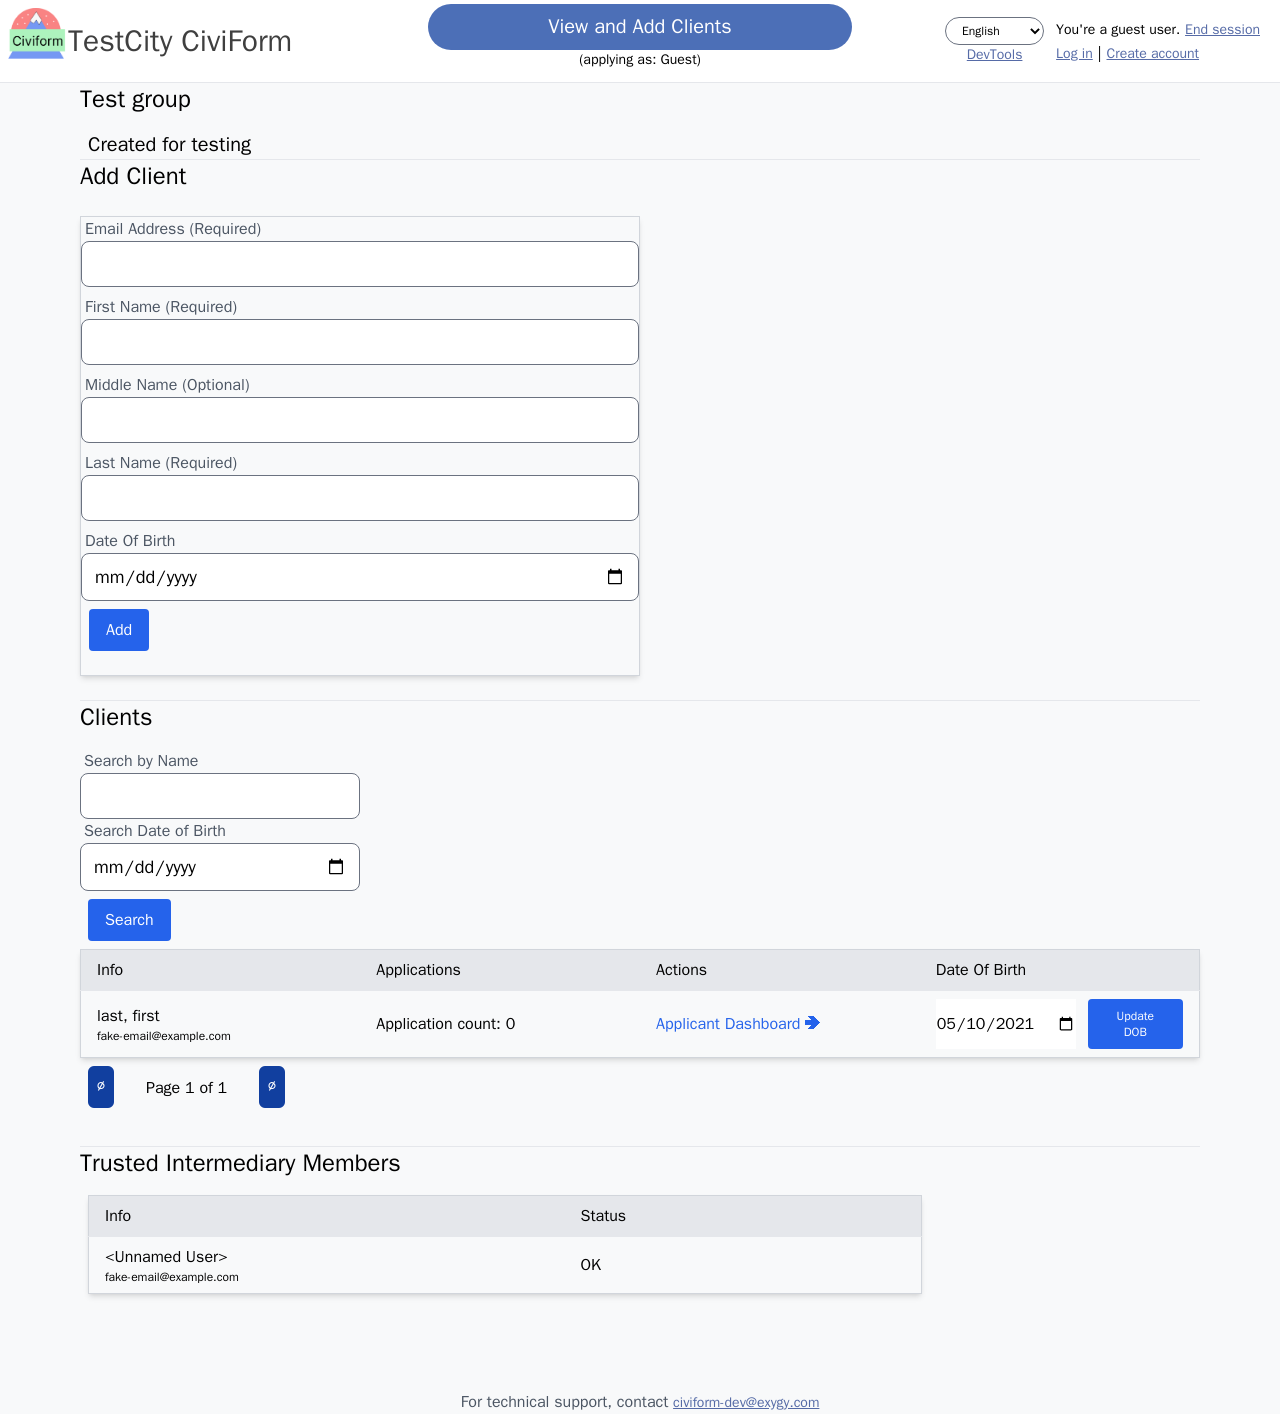 Civiform
TestCity CiviForm
View and Add Clients
(applying as: Guest)
English
DevTools
You're a guest user. End session
Log in | Create account
Test group
Created for testing
Add Client
Email Address (Required)
First Name (Required)
Middle Name (Optional)
Last Name (Required)
Date Of Birth
mm/dd/yyyy
Add
Clients
Search by Name
Search Date of Birth
mm/dd/yyyy
Search
Info Applications Actions Date Of Birth
last, first
fake-email@example.com
Application count: 0
Applicant Dashboard 🡺
05/10/2021
Update
DOB
∅ Page 1 of 1 ∅
Trusted Intermediary Members
Info Status
<Unnamed User>
fake-email@example.com
OK
For technical support, contact civiform-dev@exygy.com